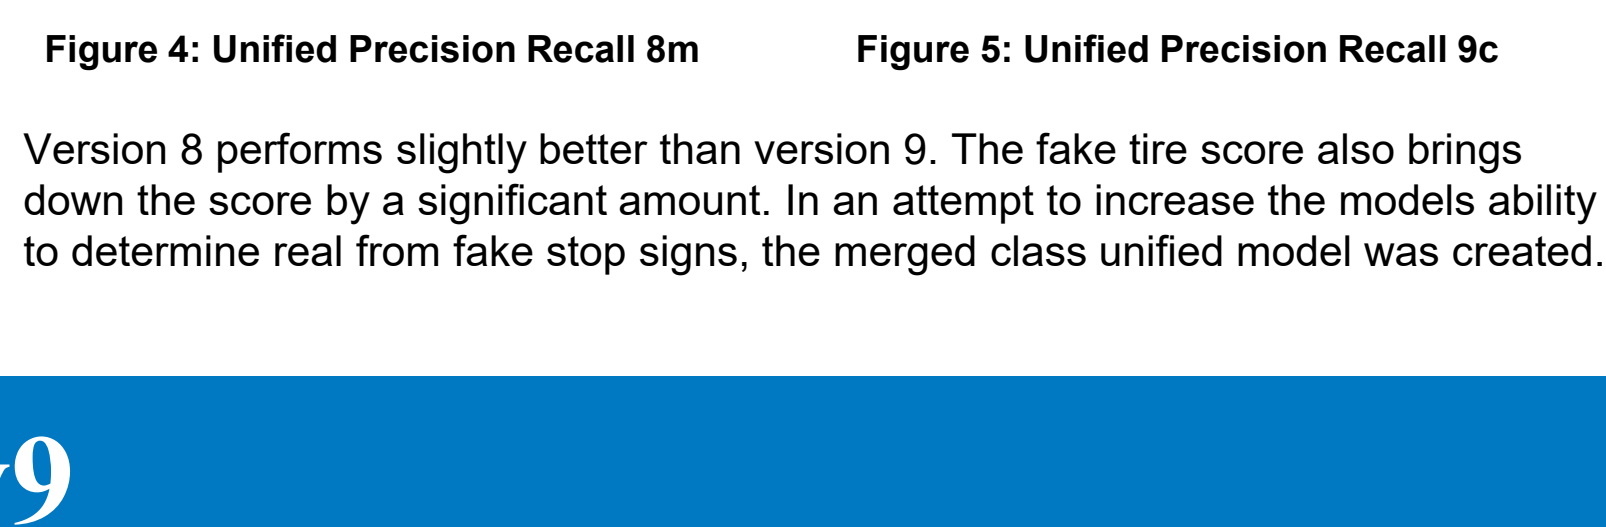 Figure 4: Unified Precision Recall 8m
Figure 5: Unified Precision Recall 9c
Version 8 performs slightly better than version 9. The fake tire score also brings
down the score by a significant amount. In an attempt to increase the models ability
to determine real from fake stop signs, the merged class unified model was created.
v9